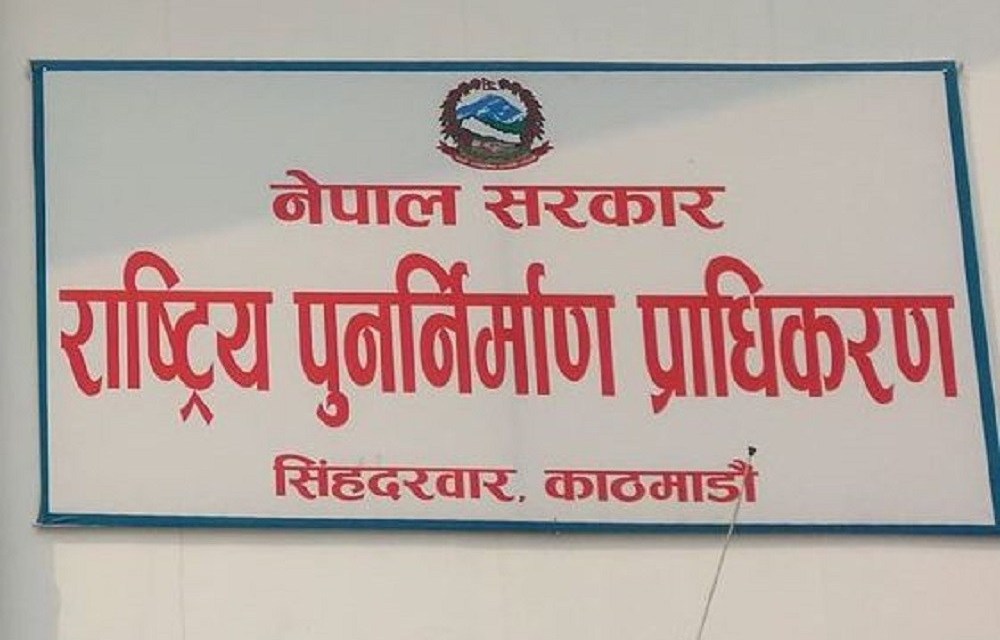 नेपाल सरकार
राष्ट्रिय पुनर्निर्माण प्राधिकरण
सिंहदरवार, काठमाडौं